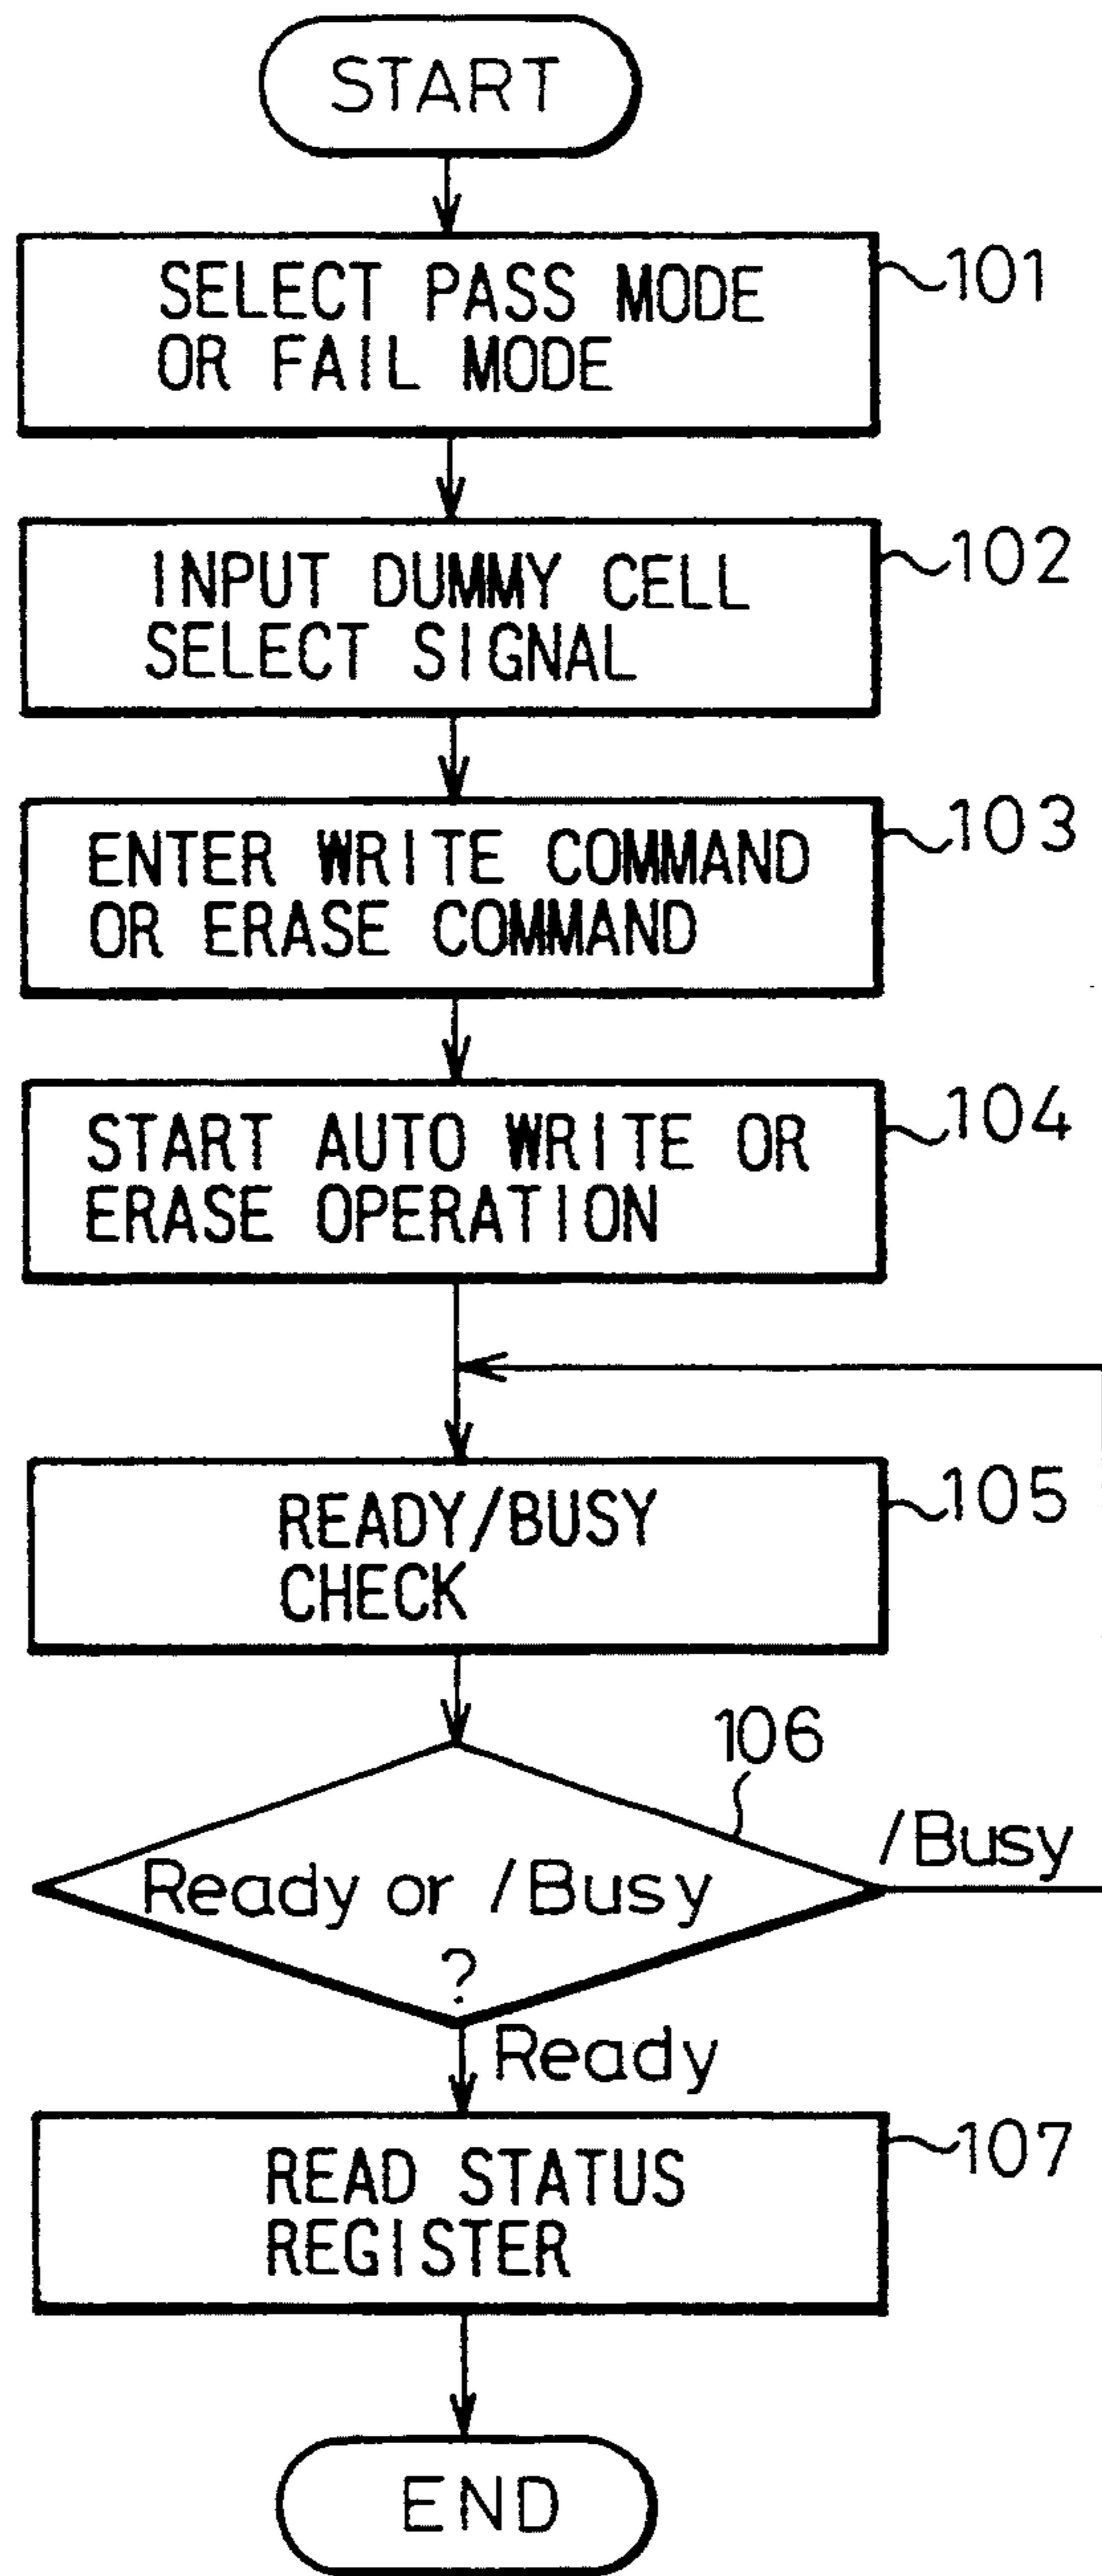 START
SELECT PASS MODE
OR FAIL MODE
101
INPUT DUMMY CELL
SELECT SIGNAL
102
ENTER WRITE COMMAND
OR ERASE COMMAND
103
START AUTO WRITE OR
ERASE OPERATION
104
READY/BUSY
CHECK
105
106
Ready or /Busy
?
/Busy
Ready
READ STATUS
REGISTER
107
END